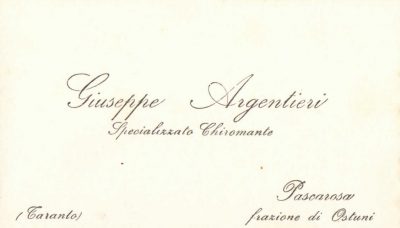 Giuseppe Argentieri
Specializzato Chiromante
Pascarosa
(Taranto)
frazione di Ostuni